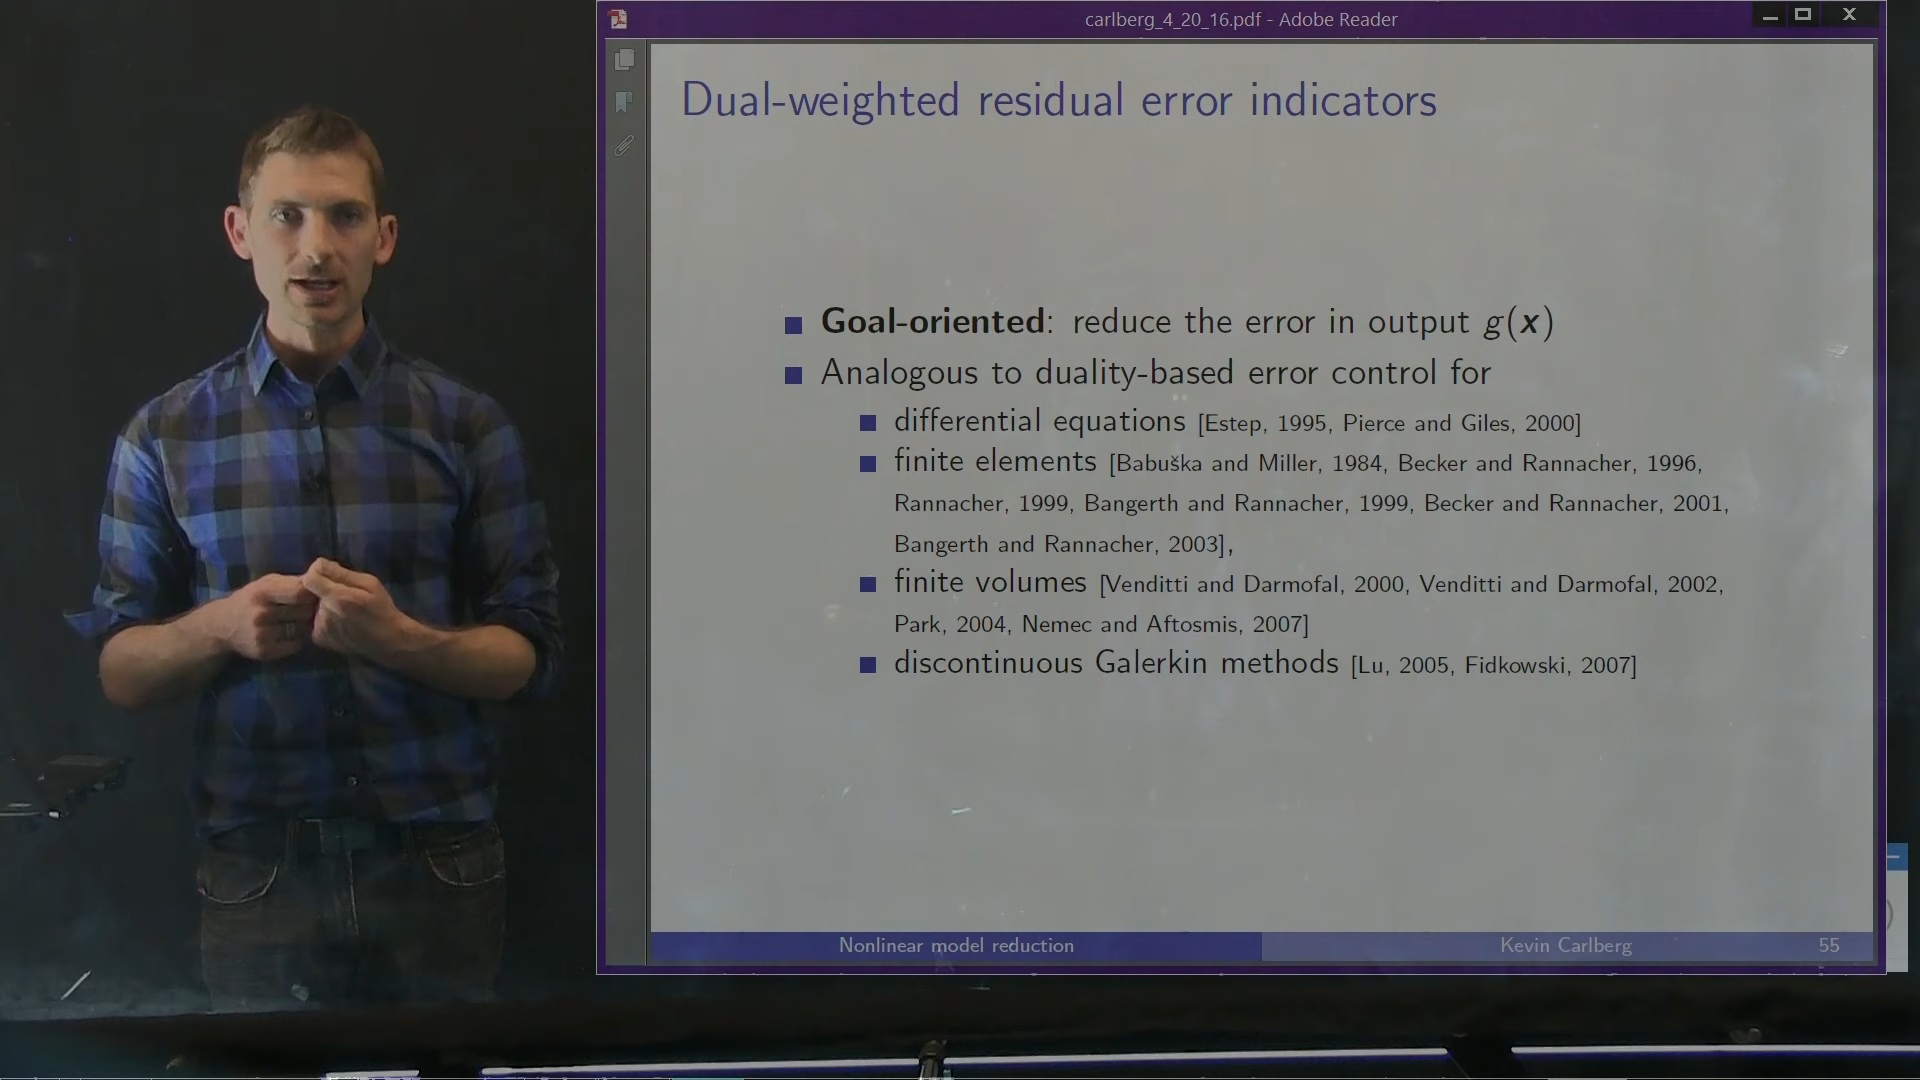 carlberg_4_20_16.pdf - Adobe Reader
Dual-weighted residual error indicators
Goal-oriented: reduce the error in output g(x)
Analogous to duality-based error control for
differential equations [Estep, 1995, Pierce and Giles, 2000]
finite elements [Babuška and Miller, 1984, Becker and Rannacher, 1996,
Rannacher, 1999, Bangerth and Rannacher, 1999, Becker and Rannacher, 2001,
Bangerth and Rannacher, 2003],
finite volumes [Venditti and Darmofal, 2000, Venditti and Darmofal, 2002,
Park, 2004, Nemec and Aftosmis, 2007]
discontinuous Galerkin methods [Lu, 2005, Fidkowski, 2007]
Nonlinear model reduction Kevin Carlberg 55